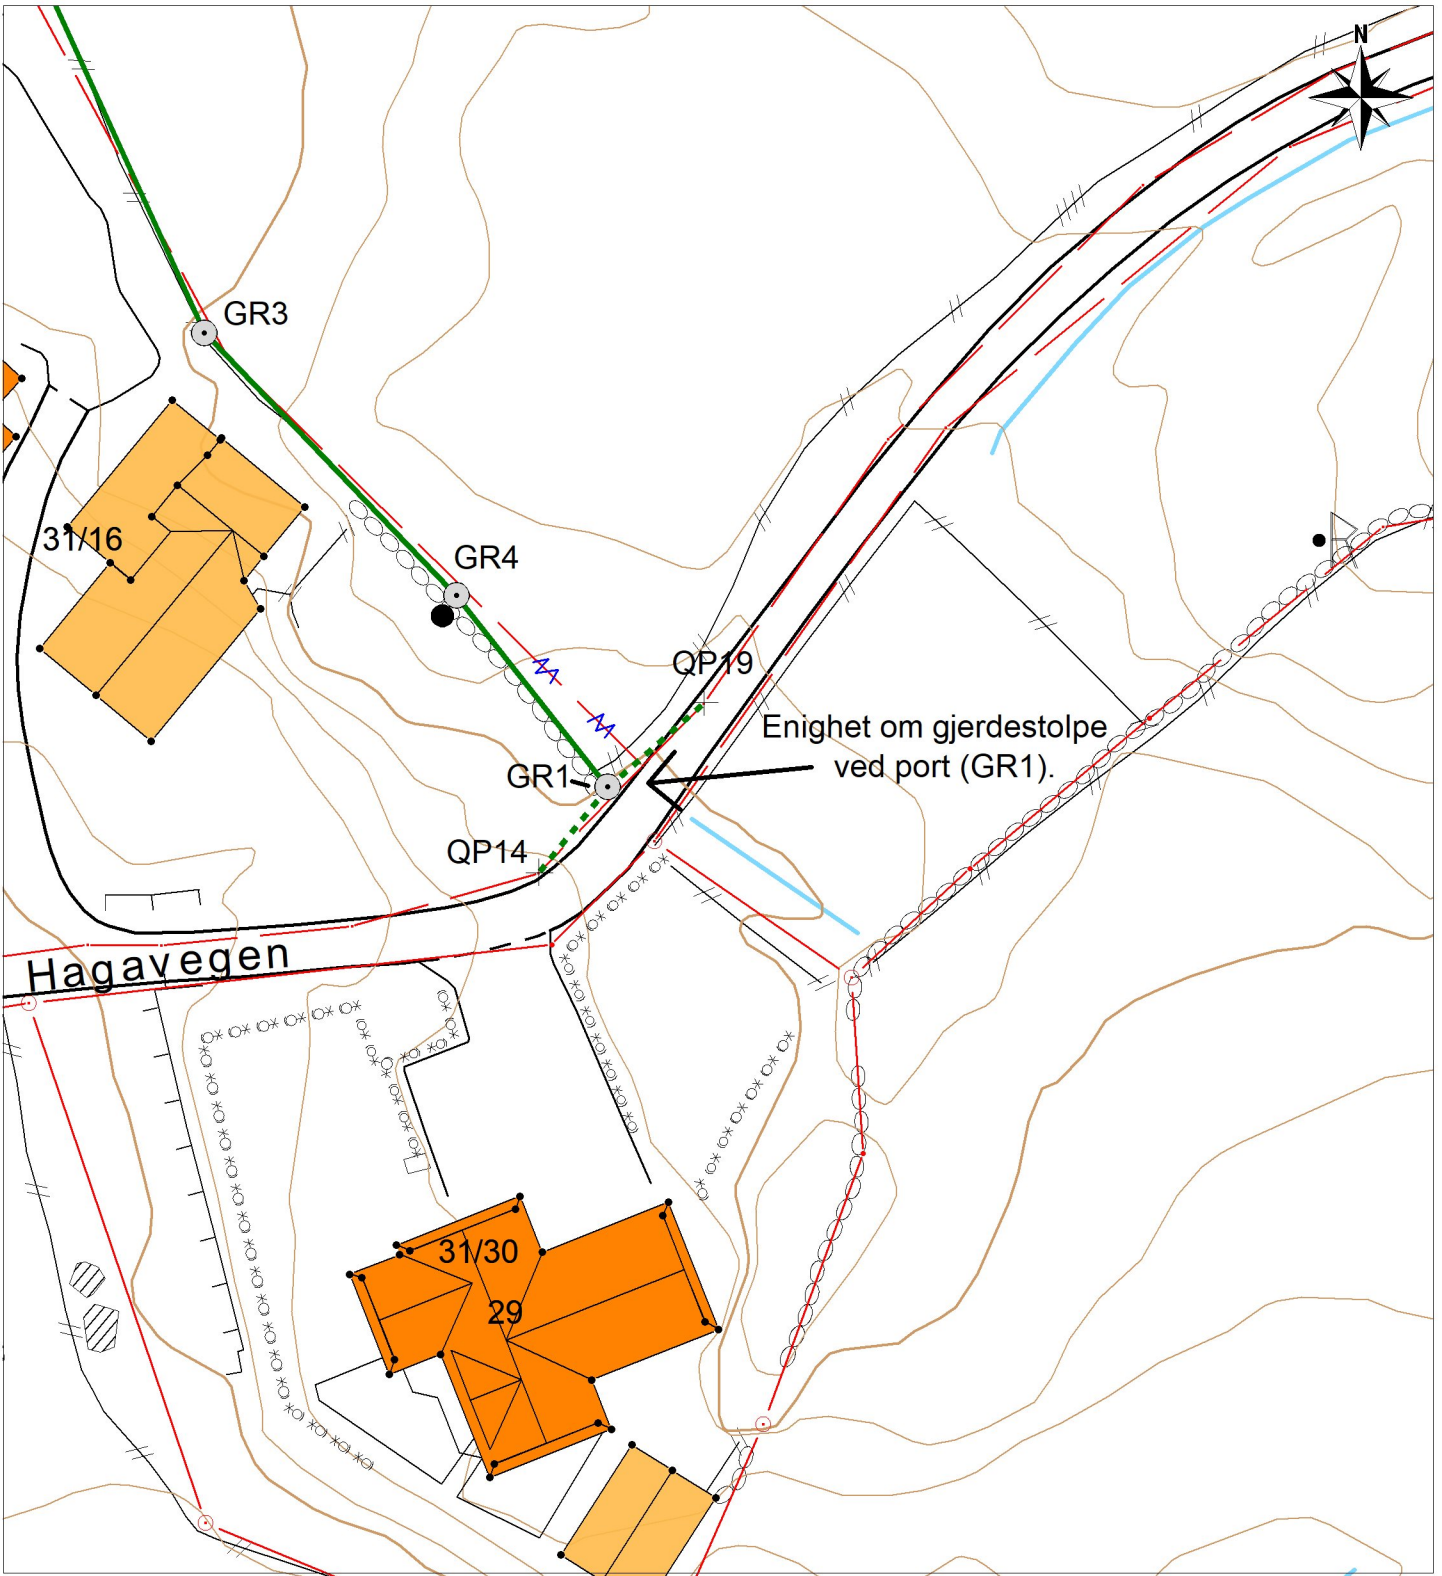 N
GR3
31/16
GR4
QP19
Enighet om gjerdestolpe
ved port (GR1).
GR1
QP14
Hagavegen
31/30
29